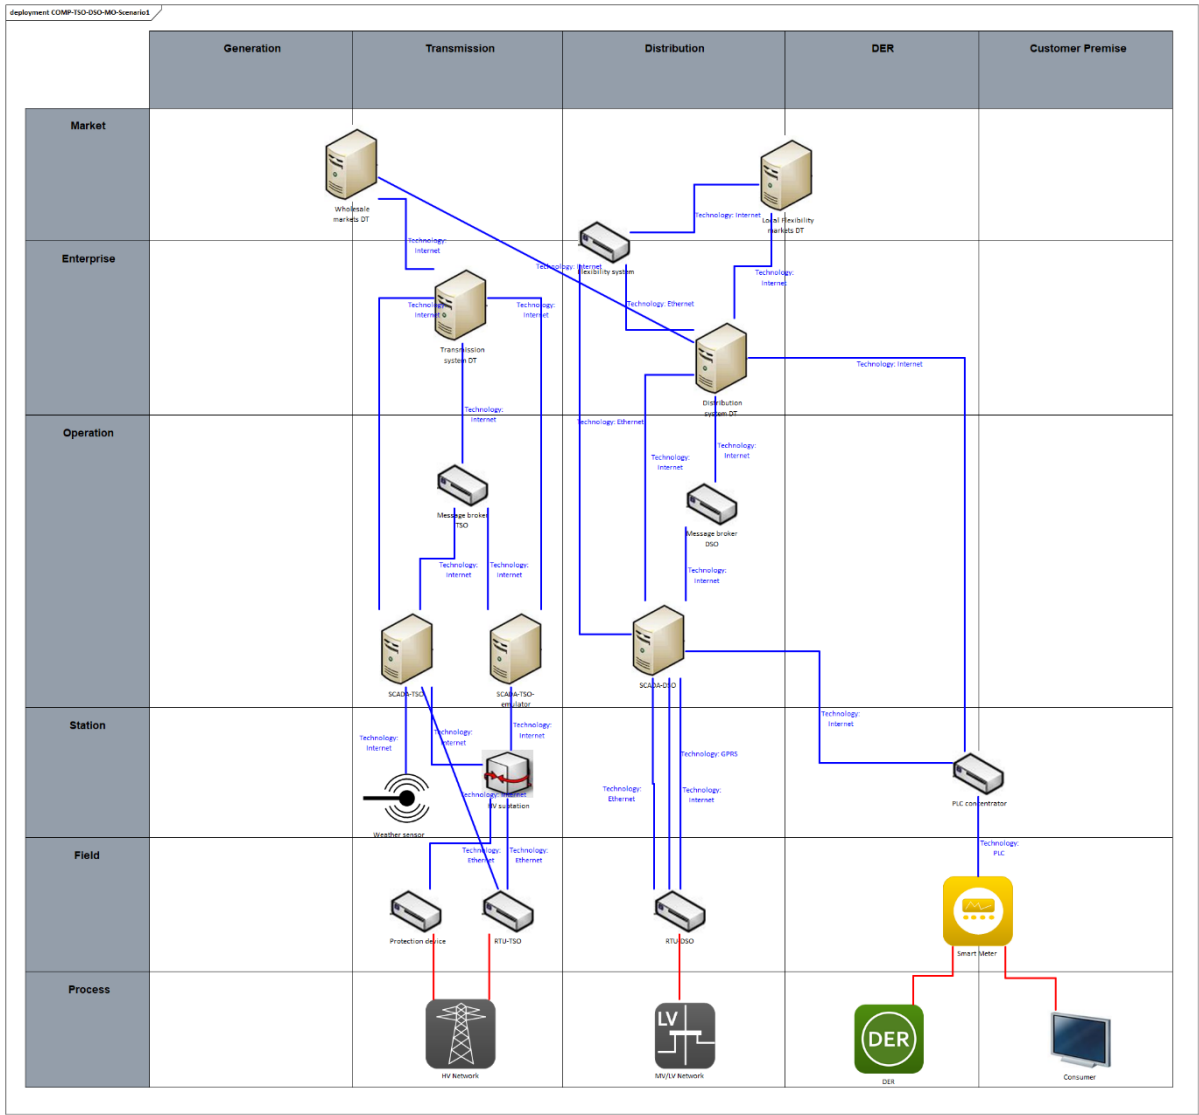 deployment COMP-TSO-DSO-MO-Scenario1
Generation
Transmission
Distribution
DER
Customer Premise
Market
Wholesale
markets DT
Technology: Internet
Local Flexibility
markets DT
Technology:
Internet
Enterprise
Technology: Internet
Flexibility system
Technology:
Internet
Technology:
Internet
Technology:
Internet
Technology: Ethernet
Transmission
system DT
Technology: Internet
Distribution
system DT
Technology:
Internet
Operation
Technology: Ethernet
Technology:
Internet
Technology:
Internet
Message broker
TSO
Message broker
DSO
Technology:
Internet
Technology:
Internet
Technology:
Internet
SCADA-TSO
SCADA-TSO-
emulator
SCADA-DSO
Station
Technology:
Internet
Technology:
Internet
Technology:
Internet
Technology: GPRS
Technology:
Internet
Technology:
Ethernet
Technology:
Internet
Technology: Internet
HV substation
PLC concentrator
Weather sensor
Field
Technology:
Ethernet
Technology:
Ethernet
Technology:
PLC
Protection device
RTU-TSO
RTU-DSO
Smart Meter
Process
LV
DER
HV Network
MV/LV Network
DER
Consumer